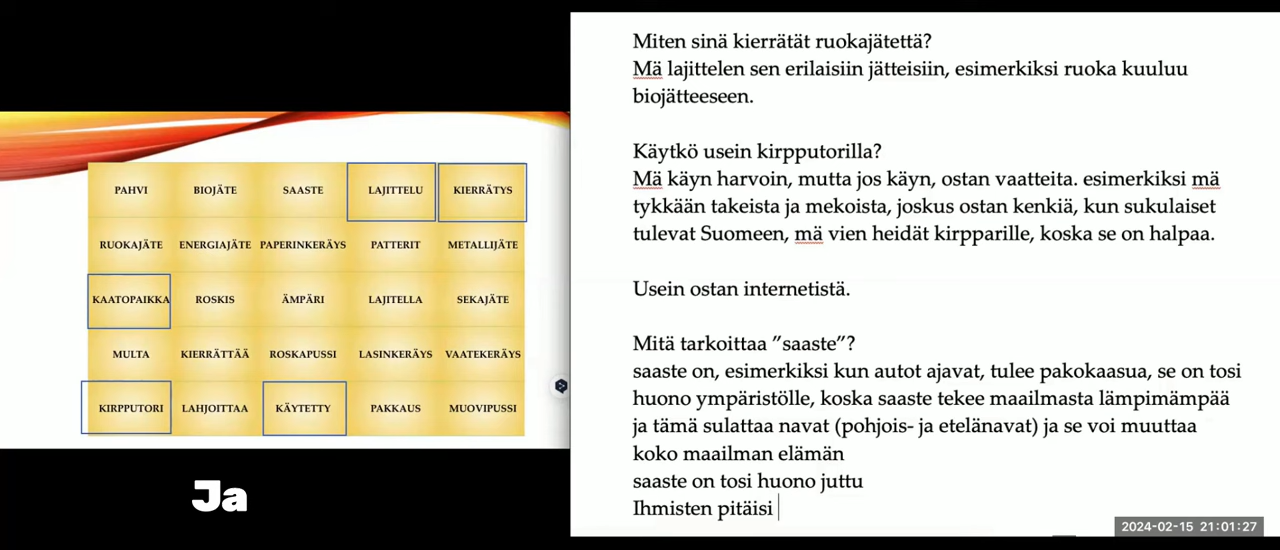 PAHVI BIOJÄTE SAASTE LAJITTELU KIERRÄTYS
RUOKAJÄTE ENERGIAJÄTE PAPERINKERÄYS PATTERIT METALLIJÄTE
KAATOPAIKKA ROSKIS ÄMPÄRI LAJITELLA SEKAJÄTE
MULTA KIERRÄTTÄÄ ROSKAPUSSI LASINKERÄYS VAATEKERÄYS
KIRPPUTORI LAHJOITTAA KÄYTETTY PAKKAUS MUOVIPUSSI
Ja
Miten sinä kierrätät ruokajätettä?
Mä lajittelen sen erilaisiin jätteisiin, esimerkiksi ruoka kuuluu
biojätteeseen.
Käytkö usein kirpputorilla?
Mä käyn harvoin, mutta jos käyn, ostan vaatteita. esimerkiksi mä
tykkään takeista ja mekoista, joskus ostan kenkiä, kun sukulaiset
tulevat Suomeen, mä vien heidät kirpparille, koska se on halpaa.
Usein ostan internetistä.
Mitä tarkoittaa ”saaste”?
saaste on, esimerkiksi kun autot ajavat, tulee pakokaasua, se on tosi
huono ympäristölle, koska saaste tekee maailmasta lämpimämpää
ja tämä sulattaa navat (pohjois- ja etelänavat) ja se voi muuttaa
koko maailman elämän
saaste on tosi huono juttu
Ihmisten pitäisi
2024-02-15 21:01:27